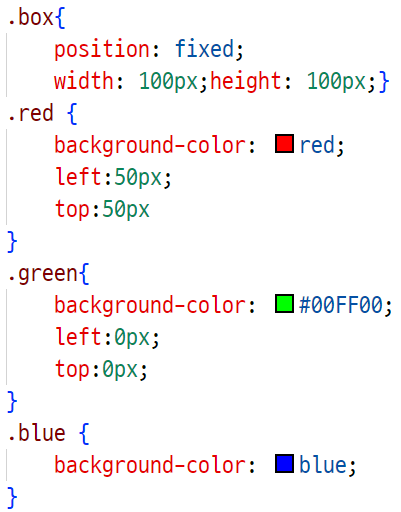 .box{
    position: fixed;
    width: 100px;height: 100px;}
.red {
    background-color: red;
    left:50px;
    top:50px
}
.green{
    background-color: #00FF00;
    left:0px;
    top:0px;
}
.blue {
    background-color: blue;
}